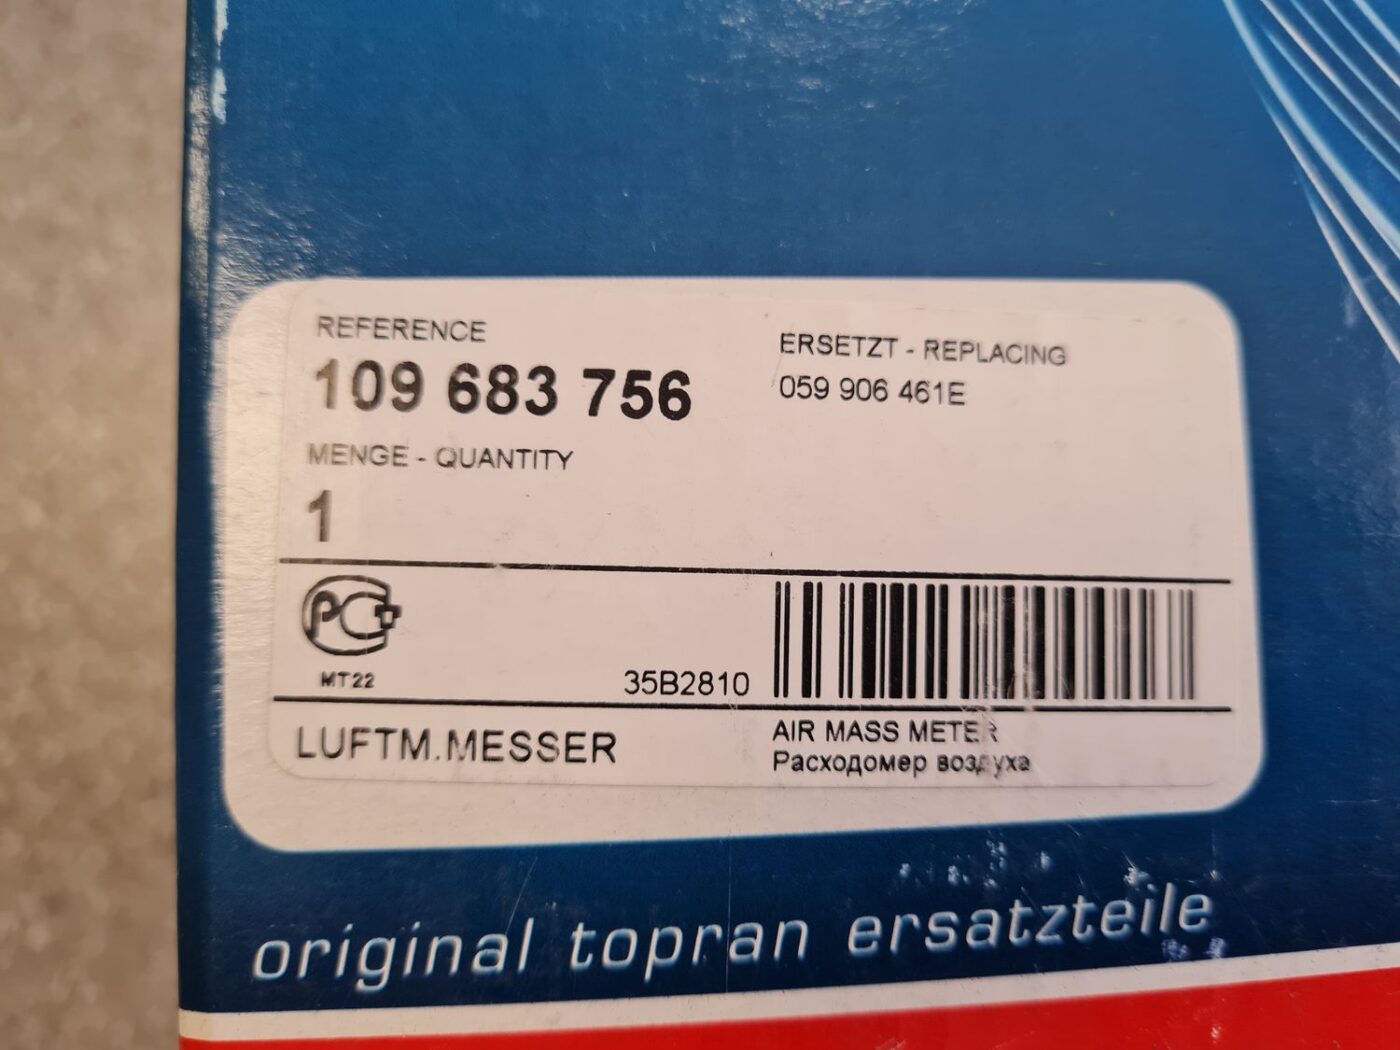 REFERENCE
109 683 756
ERSETZT - REPLACING
059 906 461E
MENGE - QUANTITY
1
РСТ
MT22
35B2810
LUFTM.MESSER
AIR MASS METER
Расходомер воздуха
original topran ersatzteile